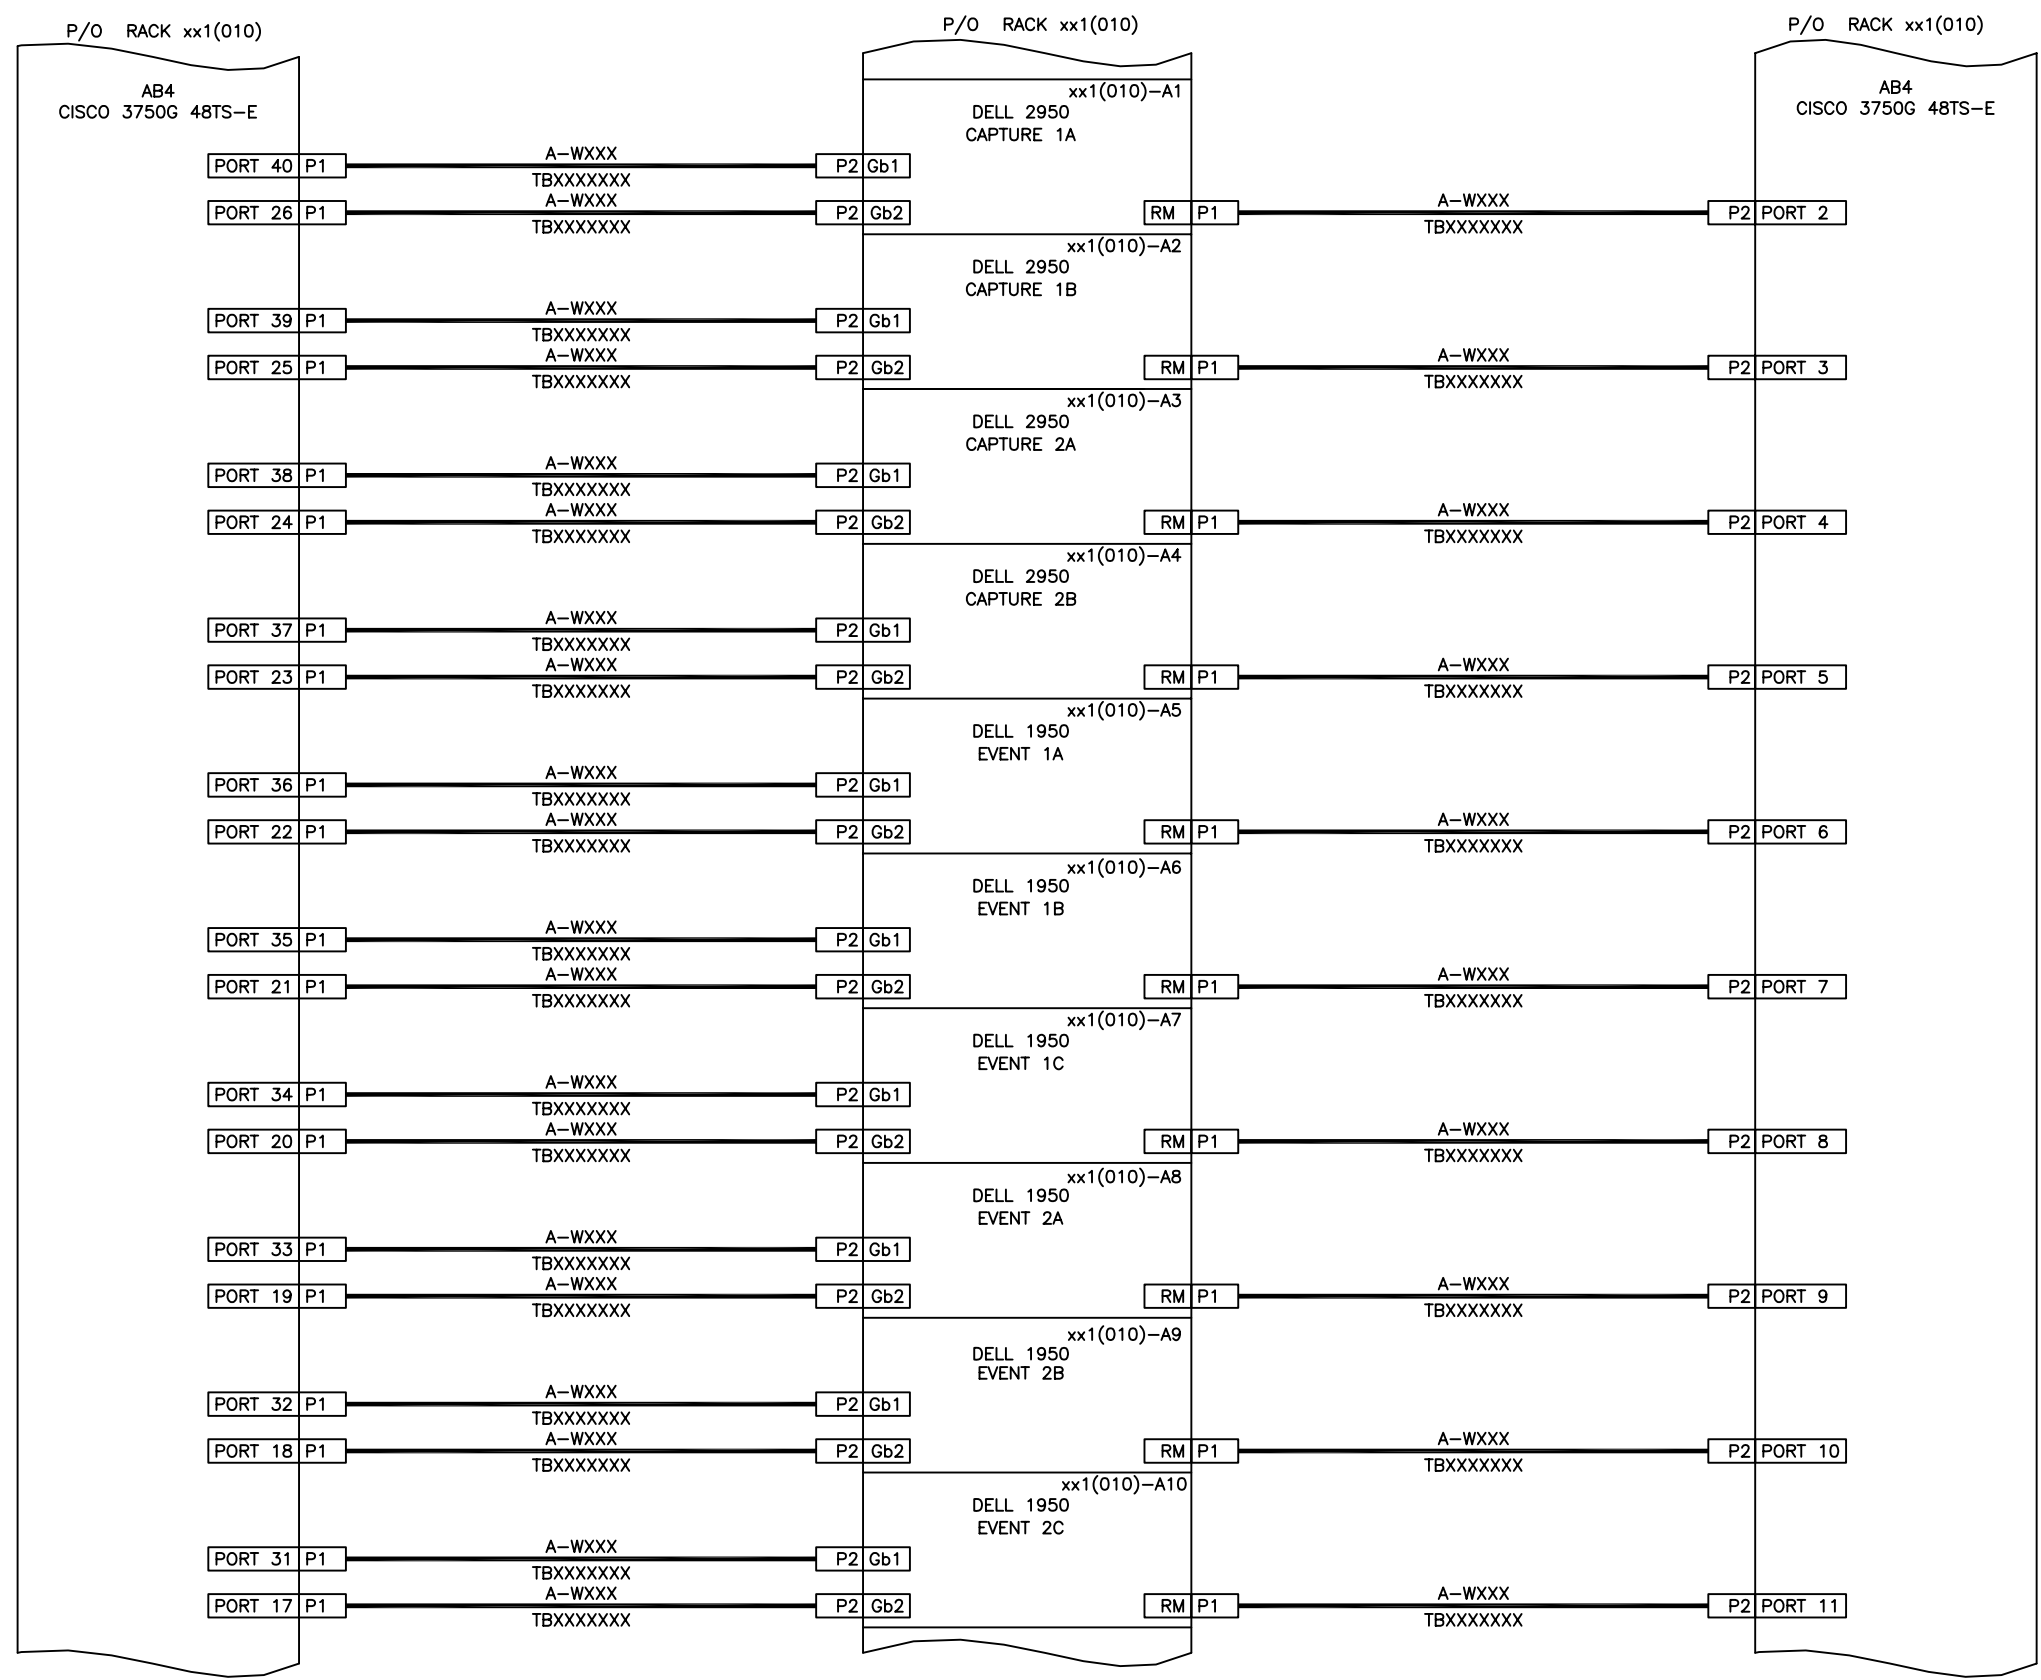 P/O RACK xx1(010)
P/O RACK xx1(010)
P/O RACK xx1(010)
AB4
CISCO 3750G 48TS-E
xx1(010)-A1
DELL 2950
CAPTURE 1A
AB4
CISCO 3750G 48TS-E
PORT 40 P1 A-WXXX P2 Gb1
TBXXXXXXX
PORT 26 P1 A-WXXX P2 Gb2 RM P1 A-WXXX P2 PORT 2
TBXXXXXXX TBXXXXXXX
xx1(010)-A2
DELL 2950
CAPTURE 1B
PORT 39 P1 A-WXXX P2 Gb1
TBXXXXXXX
PORT 25 P1 A-WXXX P2 Gb2 RM P1 A-WXXX P2 PORT 3
TBXXXXXXX TBXXXXXXX
xx1(010)-A3
DELL 2950
CAPTURE 2A
PORT 38 P1 A-WXXX P2 Gb1
TBXXXXXXX
PORT 24 P1 A-WXXX P2 Gb2 RM P1 A-WXXX P2 PORT 4
TBXXXXXXX TBXXXXXXX
xx1(010)-A4
DELL 2950
CAPTURE 2B
PORT 37 P1 A-WXXX P2 Gb1
TBXXXXXXX
PORT 23 P1 A-WXXX P2 Gb2 RM P1 A-WXXX P2 PORT 5
TBXXXXXXX TBXXXXXXX
xx1(010)-A5
DELL 1950
EVENT 1A
PORT 36 P1 A-WXXX P2 Gb1
TBXXXXXXX
PORT 22 P1 A-WXXX P2 Gb2 RM P1 A-WXXX P2 PORT 6
TBXXXXXXX TBXXXXXXX
xx1(010)-A6
DELL 1950
EVENT 1B
PORT 35 P1 A-WXXX P2 Gb1
TBXXXXXXX
PORT 21 P1 A-WXXX P2 Gb2 RM P1 A-WXXX P2 PORT 7
TBXXXXXXX TBXXXXXXX
xx1(010)-A7
DELL 1950
EVENT 1C
PORT 34 P1 A-WXXX P2 Gb1
TBXXXXXXX
PORT 20 P1 A-WXXX P2 Gb2 RM P1 A-WXXX P2 PORT 8
TBXXXXXXX TBXXXXXXX
xx1(010)-A8
DELL 1950
EVENT 2A
PORT 33 P1 A-WXXX P2 Gb1
TBXXXXXXX
PORT 19 P1 A-WXXX P2 Gb2 RM P1 A-WXXX P2 PORT 9
TBXXXXXXX TBXXXXXXX
xx1(010)-A9
DELL 1950
EVENT 2B
PORT 32 P1 A-WXXX P2 Gb1
TBXXXXXXX
PORT 18 P1 A-WXXX P2 Gb2 RM P1 A-WXXX P2 PORT 10
TBXXXXXXX TBXXXXXXX
xx1(010)-A10
DELL 1950
EVENT 2C
PORT 31 P1 A-WXXX P2 Gb1
TBXXXXXXX
PORT 17 P1 A-WXXX P2 Gb2 RM P1 A-WXXX P2 PORT 11
TBXXXXXXX TBXXXXXXX